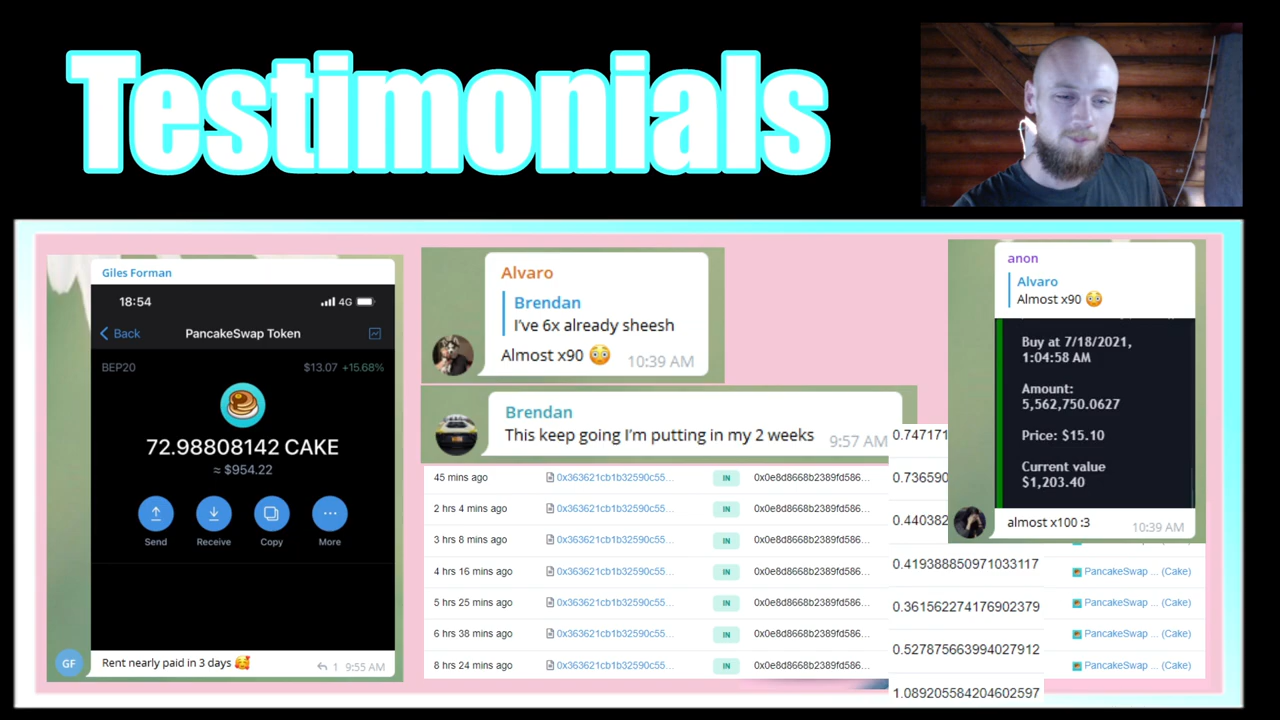 Testimonials
Giles Forman
18:54
4G
Back
PancakeSwap Token
BEP20
$13.07 +15.68%
72.98808142 CAKE
≈ $954.22
Send
Receive
Copy
More
GF
Rent nearly paid in 3 days 🥰
1 9:55 AM
Alvaro
Brendan
I've 6x already sheesh
Almost x90 😳
10:39 AM
Brendan
This keep going I'm putting in my 2 weeks
9:57 AM
0.747171
45 mins ago 0x363621cb1b32590c55... IN 0x0e8d8668b2389fd586... 0.736590
2 hrs 4 mins ago 0x363621cb1b32590c55... IN 0x0e8d8668b2389fd586... 0.440382
3 hrs 8 mins ago 0x363621cb1b32590c55... IN 0x0e8d8668b2389fd586...
4 hrs 16 mins ago 0x363621cb1b32590c55... IN 0x0e8d8668b2389fd586... 0.419388850971033117 PancakeSwap ... (Cake)
5 hrs 25 mins ago 0x363621cb1b32590c55... IN 0x0e8d8668b2389fd586... 0.361562274176902379 PancakeSwap ... (Cake)
6 hrs 38 mins ago 0x363621cb1b32590c55... IN 0x0e8d8668b2389fd586... 0.527875663994027912 PancakeSwap ... (Cake)
8 hrs 24 mins ago 0x363621cb1b32590c55... IN 0x0e8d8668b2389fd586... 1.089205584204602597 PancakeSwap ... (Cake)
anon
Alvaro
Almost x90 😳
Buy at 7/18/2021,
1:04:58 AM
Amount:
5,562,750.0627
Price: $15.10
Current value
$1,203.40
almost x100 :3
10:39 AM